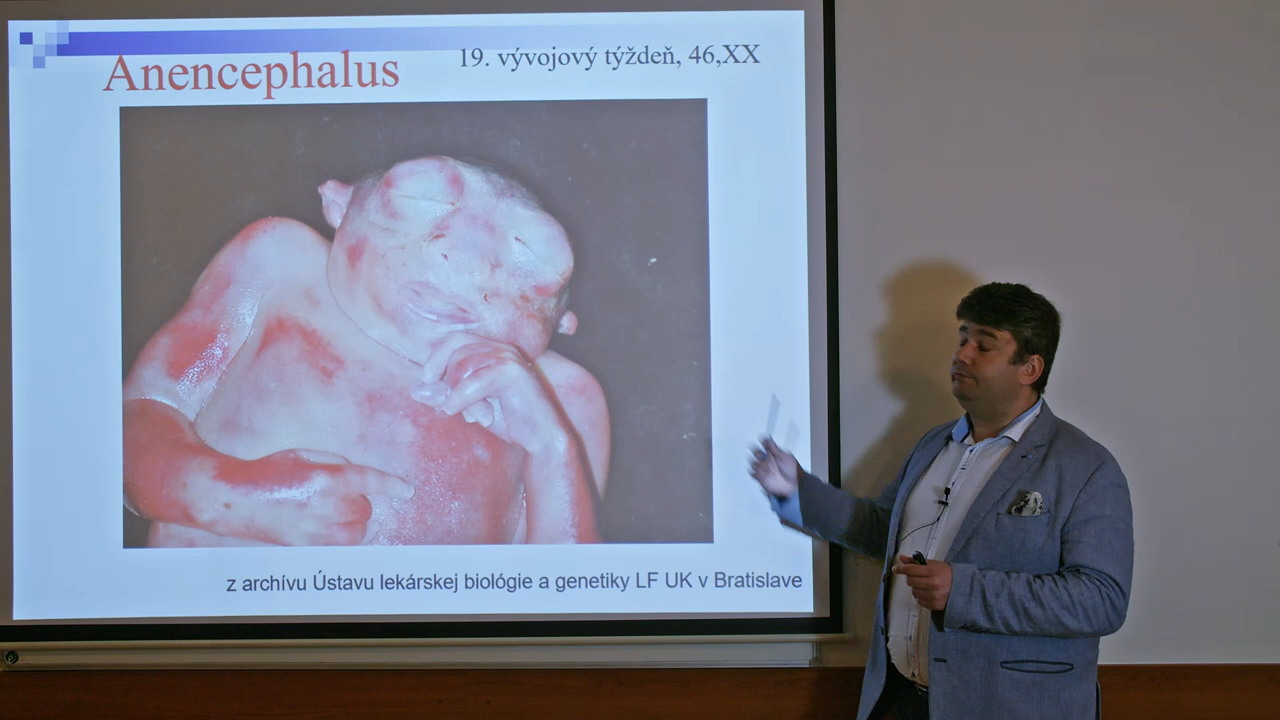 Anencephalus
19. vývojový týždeň, 46,XX
z archívu Ústavu lekárskej biológie a genetiky LF UK v Bratislave